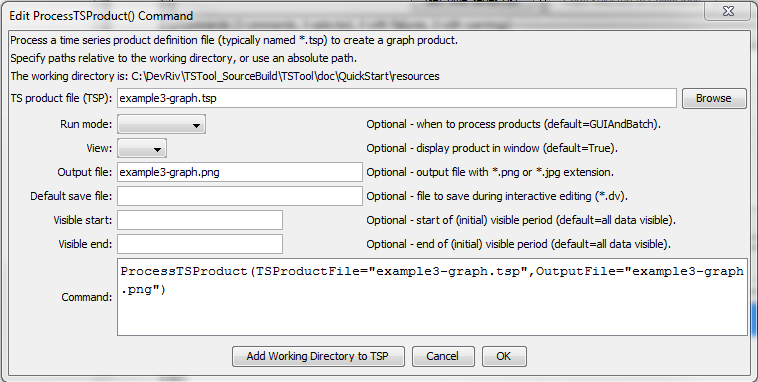 Edit ProcessTSProduct() Command
Process a time series product definition file (typically named *.tsp) to create a graph product.
Specify paths relative to the working directory, or use an absolute path.
The working directory is: C:\DevRiv\TSTool_SourceBuild\TSTool\doc\QuickStart\resources
TS product file (TSP): example3-graph.tsp Browse
Run mode: Optional - when to process products (default=GUIAndBatch).
View: Optional - display product in window (default=True).
Output file: example3-graph.png Optional - output file with *.png or *.jpg extension.
Default save file: Optional - file to save during interactive editing (*.dv).
Visible start: Optional - start of (initial) visible period (default=all data visible).
Visible end: Optional - end of (initial) visible period (default=all data visible).
Command: ProcessTSProduct(TSProductFile="example3-graph.tsp",OutputFile="example3-graph
.png")
Add Working Directory to TSP Cancel OK